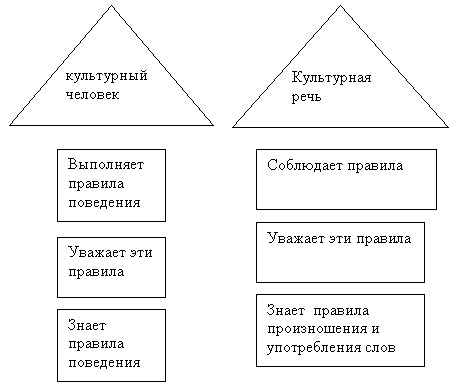 культурный
человек
Культурная
речь
Выполняет
правила
поведения
Уважает эти
правила
Знает
правила
поведения
Соблюдает правила
Уважает эти правила
Знает правила
произношения и
употребления слов